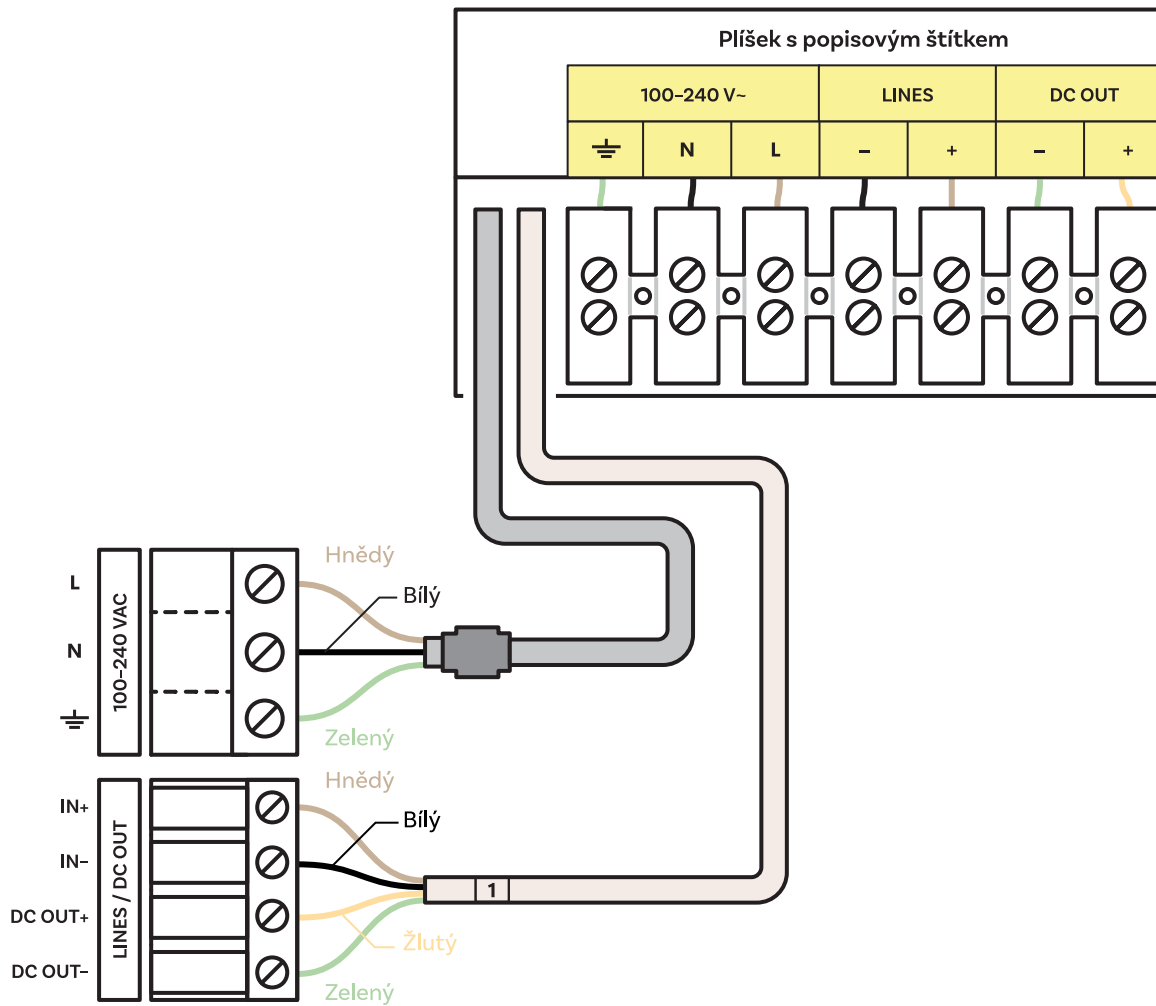 Plíšek s popisovým štítkem
100–240 V~ LINES DC OUT
N L – + – +
Hnědý
L
Bílý
100–240 VAC
N
Zelený
Hnědý
IN+
Bílý
IN–
LINES / DC OUT
1
DC OUT+
Žlutý
DC OUT–
Zelený